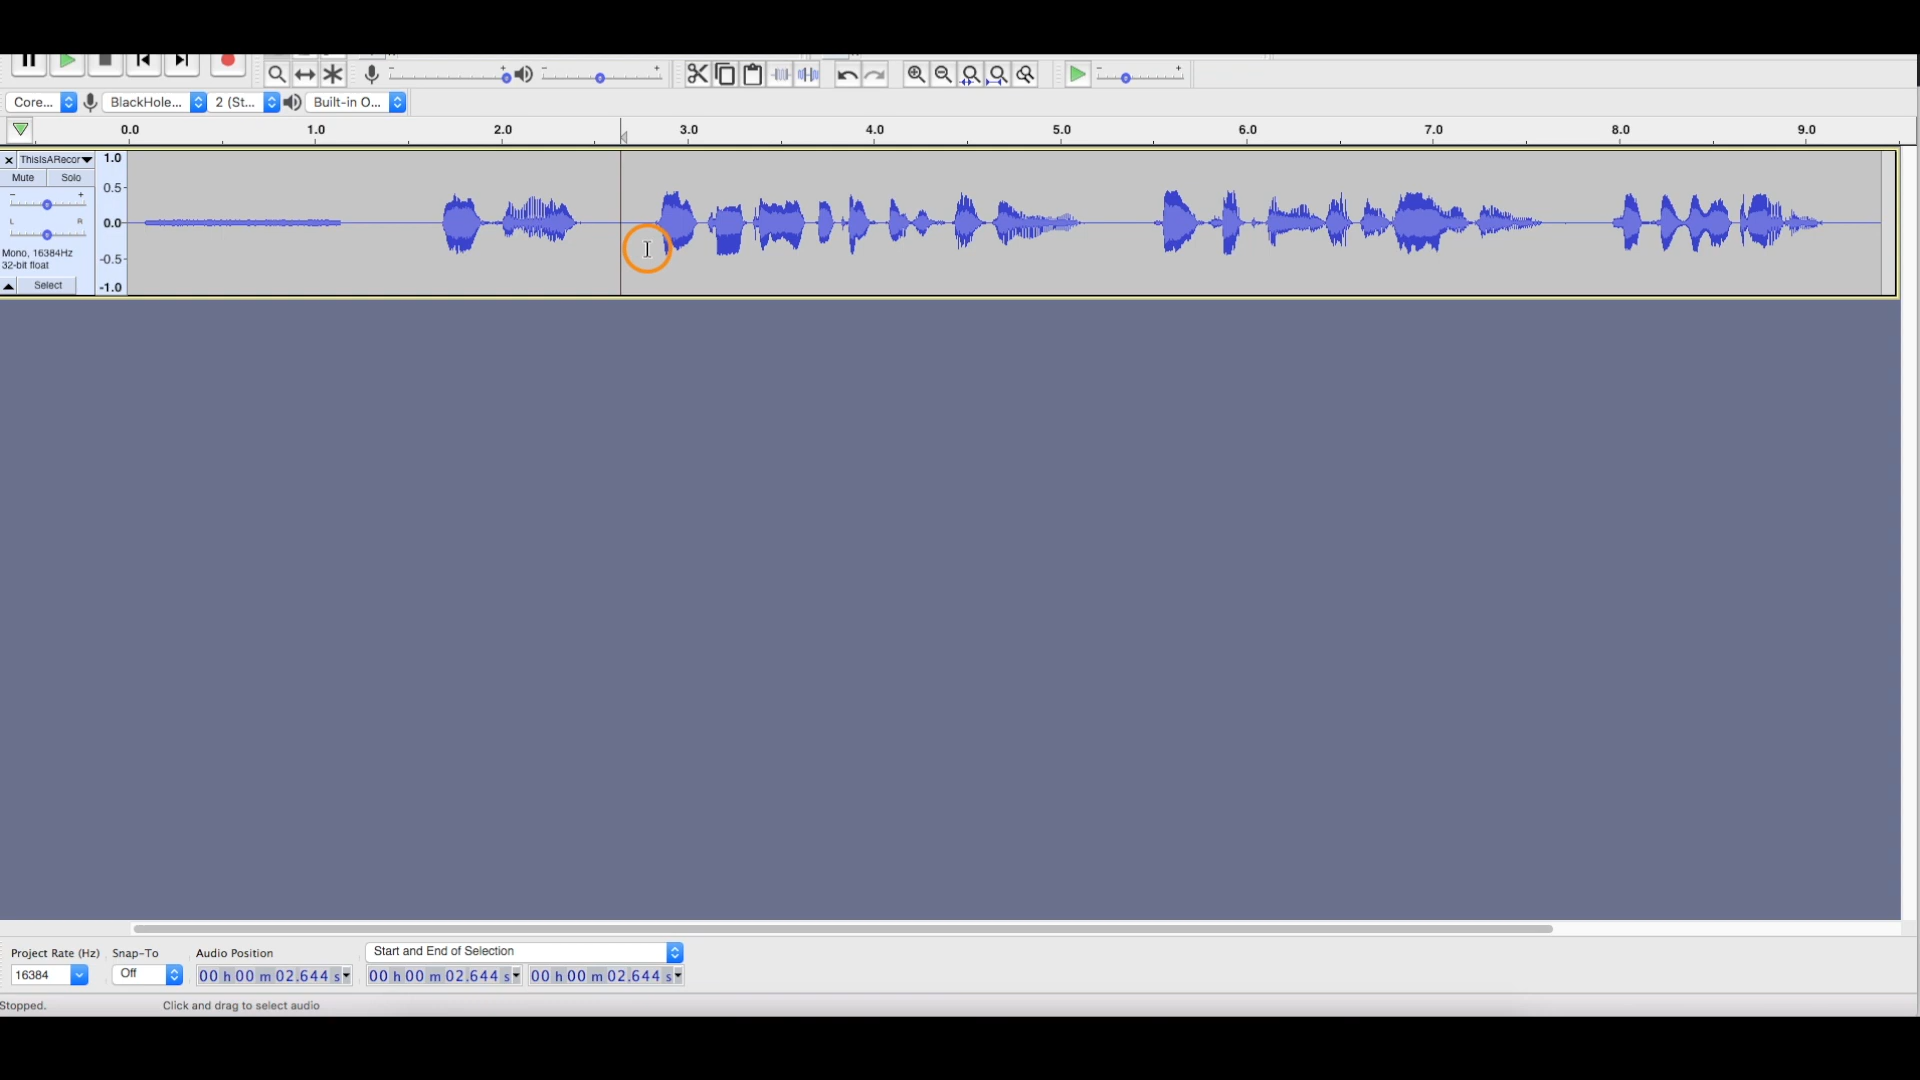 Core... BlackHole... 2 (St... Built-in O...
0.0 1.0 2.0 3.0 4.0 5.0 6.0 7.0 8.0 9.0
ThisIsARecor
Mute Solo
- +
L R
Mono, 16384Hz
32-bit float
Select
1.0
0.5
0.0
-0.5
-1.0
Project Rate (Hz) Snap-To Audio Position Start and End of Selection
16384 Off 00 h 00 m 02.644 s 00 h 00 m 02.644 s 00 h 00 m 02.644 s
Stopped. Click and drag to select audio